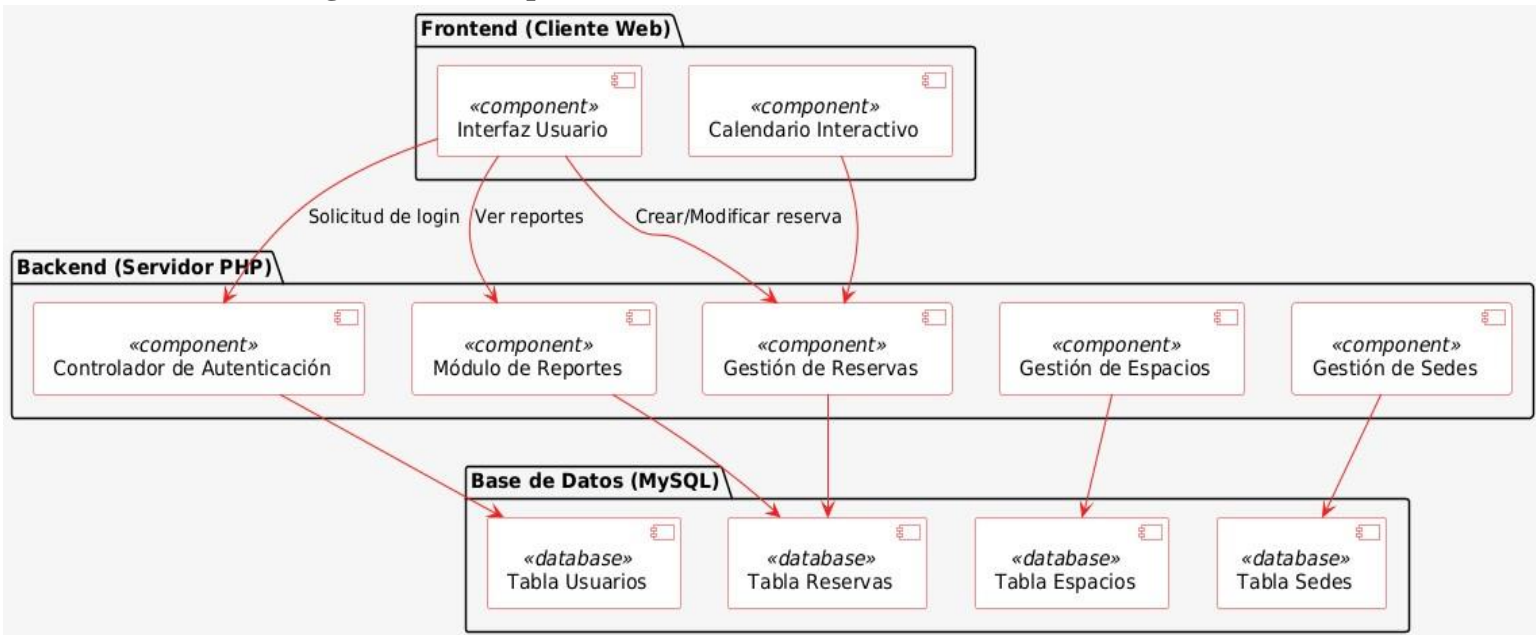 Frontend (Cliente Web)
«component»
Interfaz Usuario
«component»
Calendario Interactivo
Solicitud de login
Ver reportes
Crear/Modificar reserva
Backend (Servidor PHP)
«component»
Controlador de Autenticación
«component»
Módulo de Reportes
«component»
Gestión de Reservas
«component»
Gestión de Espacios
«component»
Gestión de Sedes
Base de Datos (MySQL)
«database»
Tabla Usuarios
«database»
Tabla Reservas
«database»
Tabla Espacios
«database»
Tabla Sedes